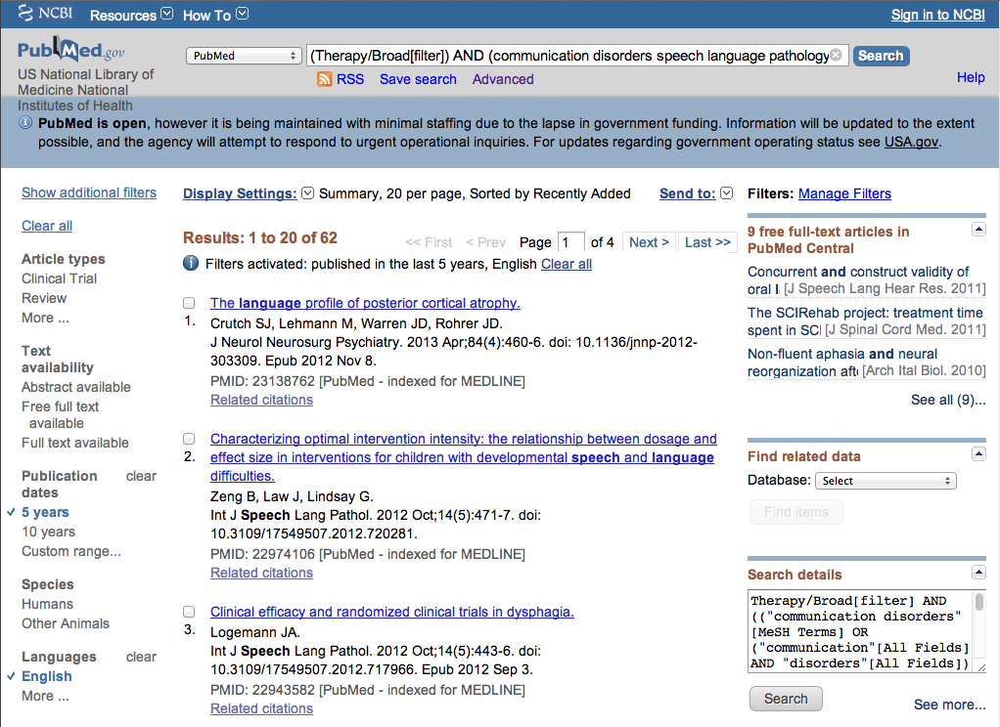 NCBI Resources How To Sign in to NCBI
PubMed.gov
US National Library of
Medicine National
Institutes of Health
PubMed
(Therapy/Broad[filter]) AND (communication disorders speech language pathology
Search
RSS Save search Advanced
Help
PubMed is open, however it is being maintained with minimal staffing due to the lapse in government funding. Information will be updated to the extent
possible, and the agency will attempt to respond to urgent operational inquiries. For updates regarding government operating status see USA.gov.
Show additional filters
Clear all
Article types
Clinical Trial
Review
More ...
Text
availability
Abstract available
Free full text
available
Full text available
Publication clear
dates
5 years
10 years
Custom range...
Species
Humans
Other Animals
Languages clear
English
More ...
Display Settings: Summary, 20 per page, Sorted by Recently Added Send to:
Results: 1 to 20 of 62
<< First < Prev Page 1 of 4 Next > Last >>
Filters activated: published in the last 5 years, English Clear all
The language profile of posterior cortical atrophy.
1. Crutch SJ, Lehmann M, Warren JD, Rohrer JD.
J Neurol Neurosurg Psychiatry. 2013 Apr;84(4):460-6. doi: 10.1136/jnnp-2012-
303309. Epub 2012 Nov 8.
PMID: 23138762 [PubMed - indexed for MEDLINE]
Related citations
Characterizing optimal intervention intensity: the relationship between dosage and
2. effect size in interventions for children with developmental speech and language
difficulties.
Zeng B, Law J, Lindsay G.
Int J Speech Lang Pathol. 2012 Oct;14(5):471-7. doi:
10.3109/17549507.2012.720281.
PMID: 22974106 [PubMed - indexed for MEDLINE]
Related citations
Clinical efficacy and randomized clinical trials in dysphagia.
3. Logemann JA.
Int J Speech Lang Pathol. 2012 Oct;14(5):443-6. doi:
10.3109/17549507.2012.717966. Epub 2012 Sep 3.
PMID: 22943582 [PubMed - indexed for MEDLINE]
Related citations
Filters: Manage Filters
9 free full-text articles in
PubMed Central
Concurrent and construct validity of
oral l [J Speech Lang Hear Res. 2011]
The SCIRehab project: treatment time
spent in SCI [J Spinal Cord Med. 2011]
Non-fluent aphasia and neural
reorganization afte [Arch Ital Biol. 2010]
See all (9)...
Find related data
Database: Select
Find items
Search details
Therapy/Broad[filter] AND
(("communication disorders"
[MeSH Terms] OR
("communication"[All Fields]
AND "disorders"[All Fields])
Search
See more...